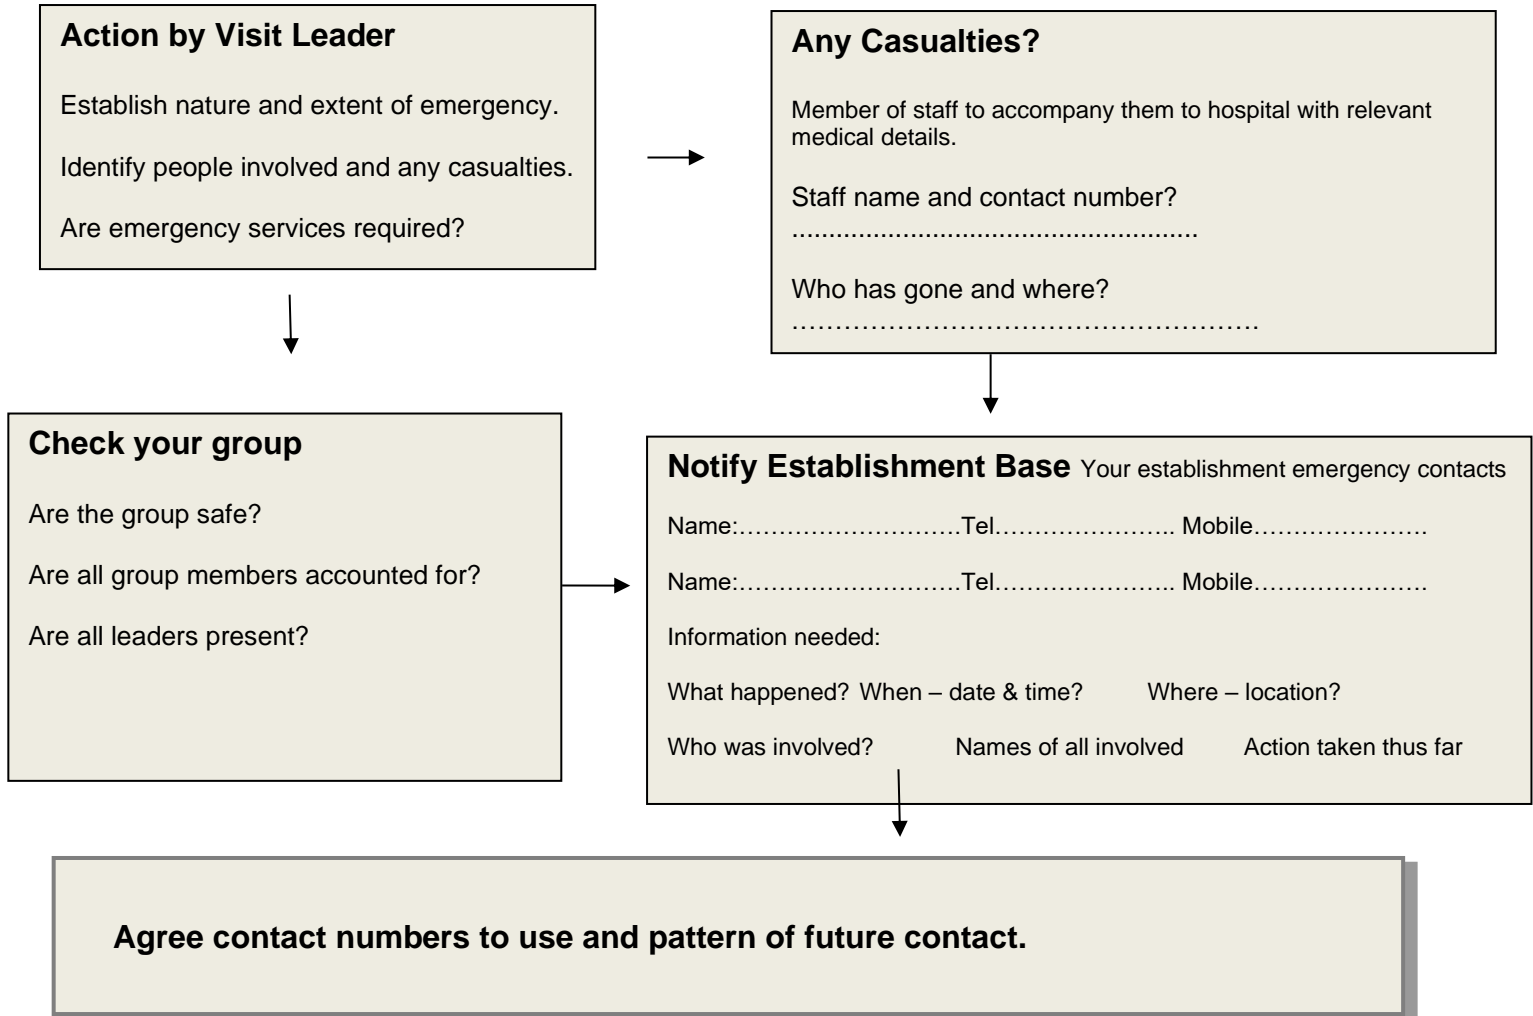 Action by Visit Leader
Establish nature and extent of emergency.
Identify people involved and any casualties.
Are emergency services required?
Any Casualties?
Member of staff to accompany them to hospital with relevant
medical details.
Staff name and contact number?
.......................................................
Who has gone and where?
……………………………………………….
Check your group
Are the group safe?
Are all group members accounted for?
Are all leaders present?
Notify Establishment Base Your establishment emergency contacts
Name:……………………….Tel………………….. Mobile………………….
Name:……………………….Tel………………….. Mobile………………….
Information needed:
What happened? When – date & time? Where – location?
Who was involved? Names of all involved Action taken thus far
Agree contact numbers to use and pattern of future contact.